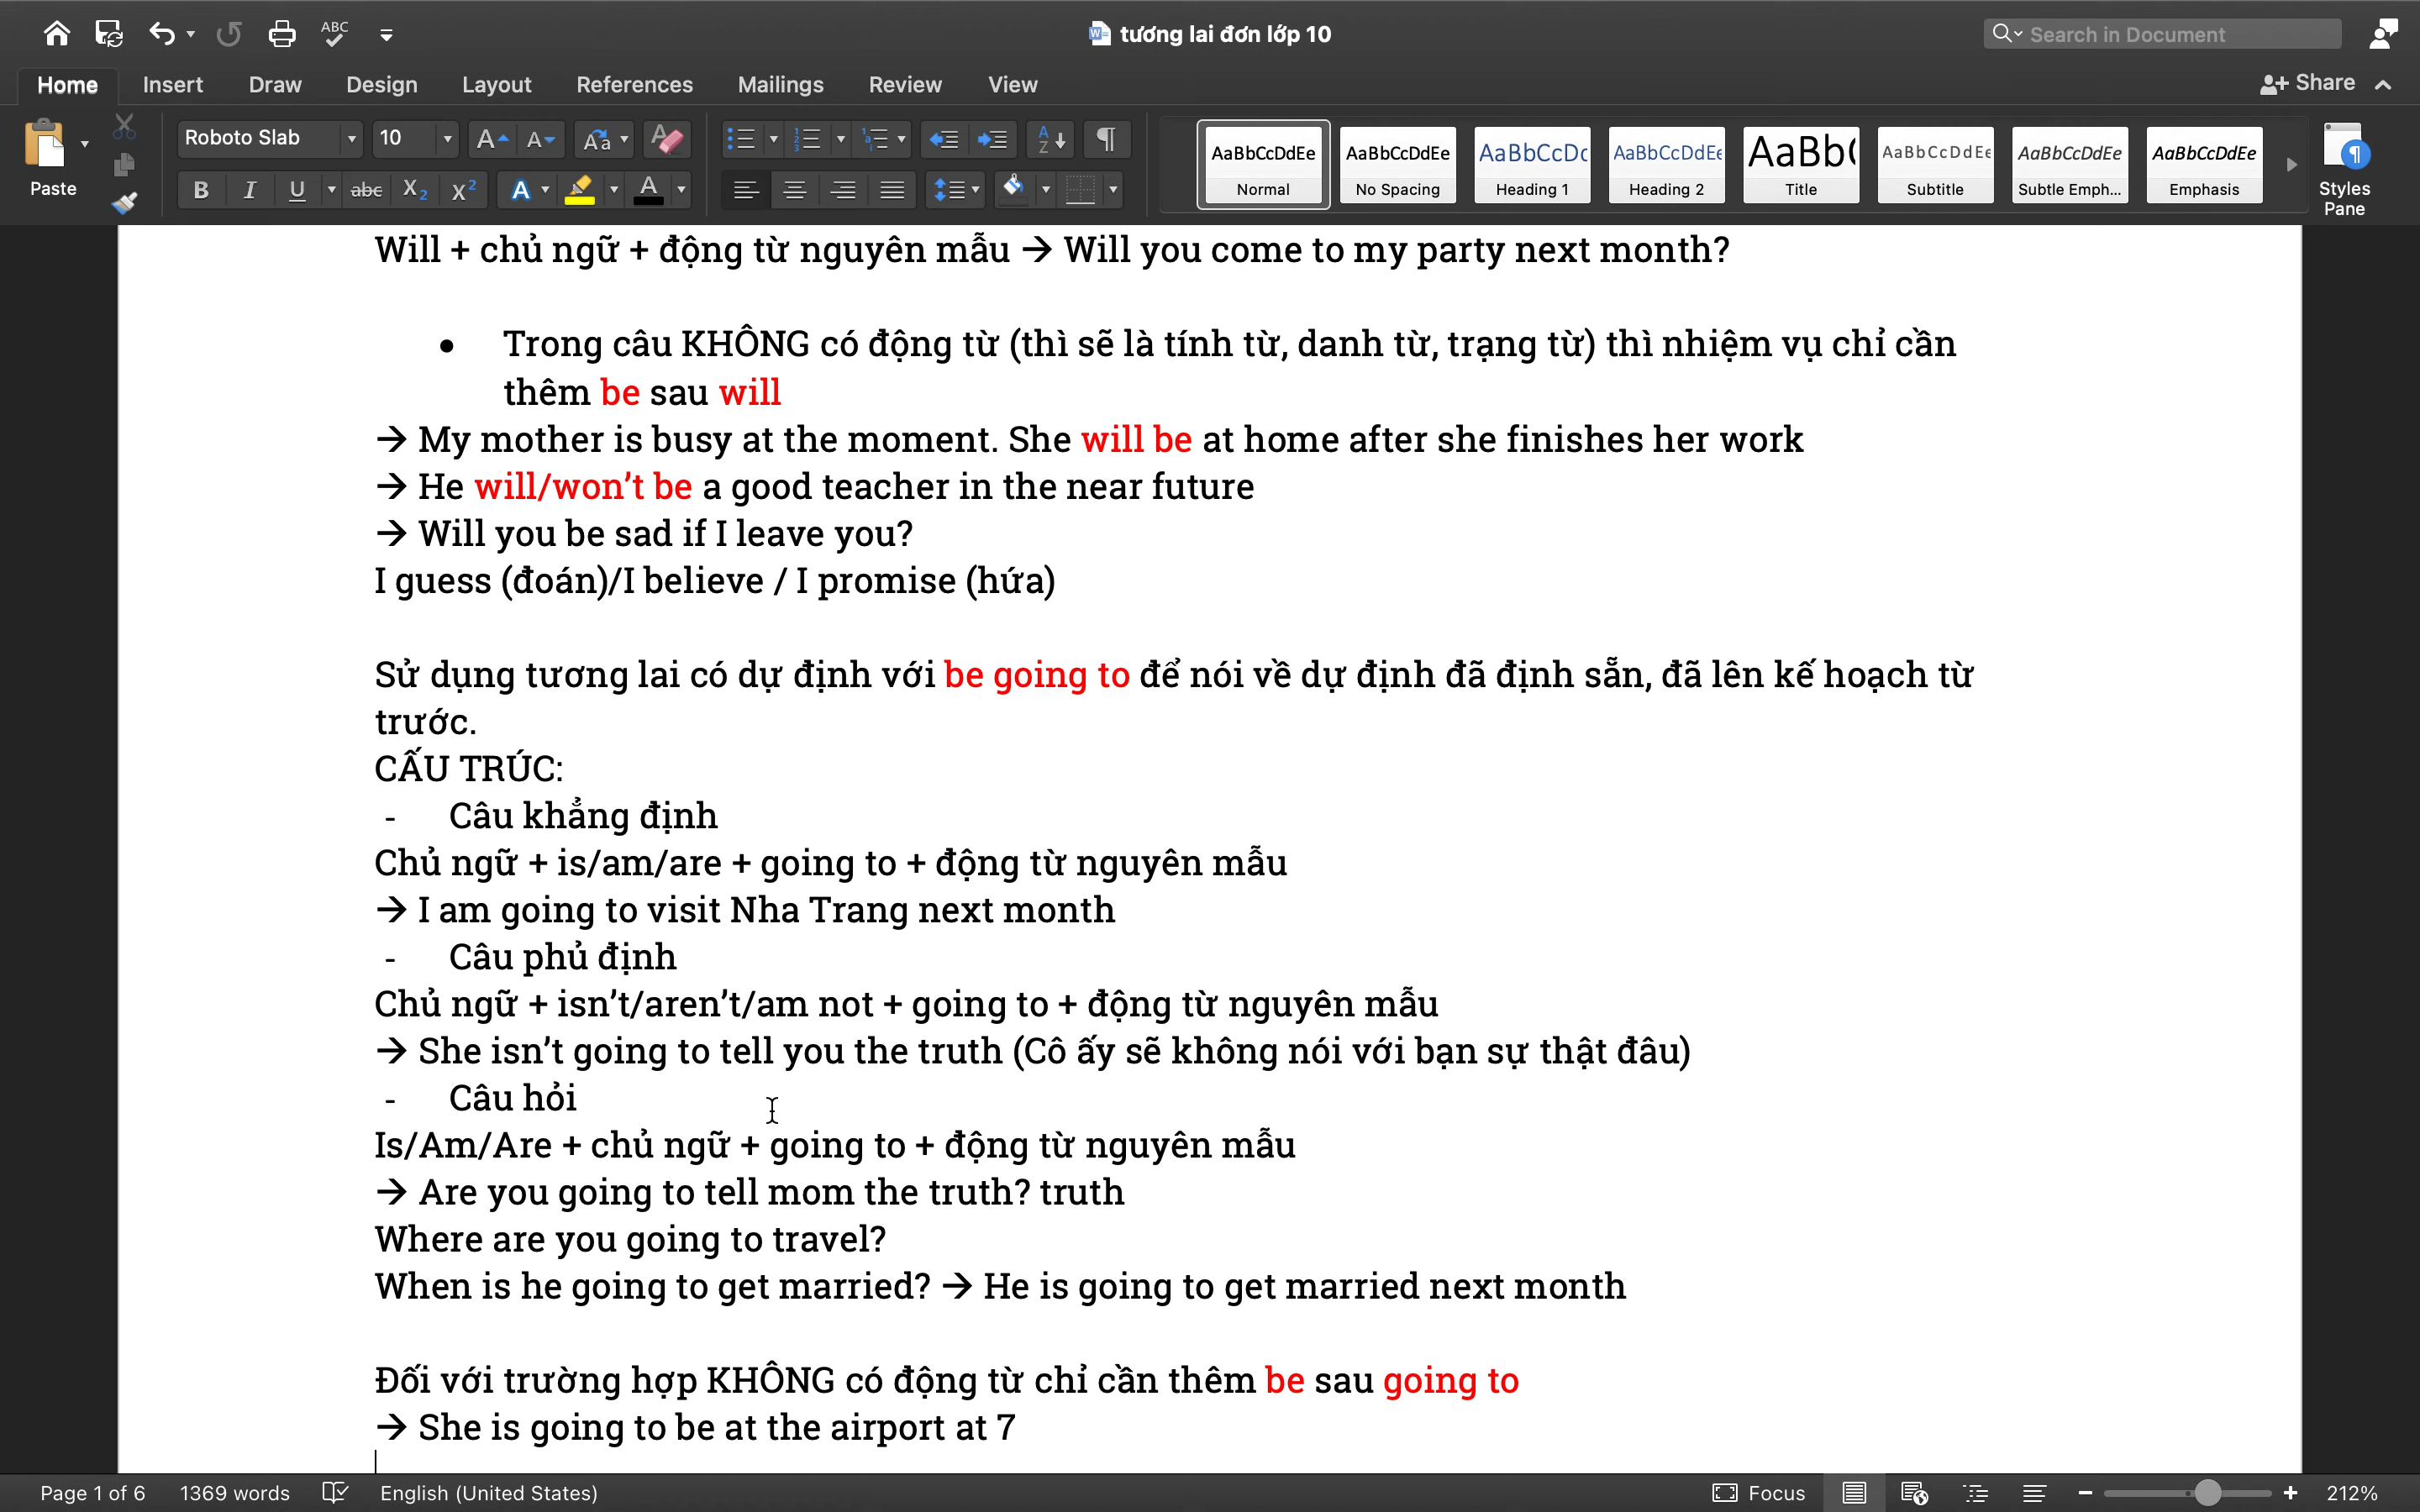 ABC
tương lai đơn lớp 10
Search in Document
Home Insert Draw Design Layout References Mailings Review View
Share
Paste
Roboto Slab 10
AaBbCcDdEe AaBbCcDdEe AaBbCcDc AaBbCcDdEe AaBb( AaBbCcDdEe AaBbCcDdEe AaBbCcDdEe
Normal No Spacing Heading 1 Heading 2 Title Subtitle Subtle Emph... Emphasis
Styles
Pane
Will + chủ ngữ + động từ nguyên mẫu → Will you come to my party next month?
• Trong câu KHÔNG có động từ (thì sẽ là tính từ, danh từ, trạng từ) thì nhiệm vụ chỉ cần
thêm be sau will
→ My mother is busy at the moment. She will be at home after she finishes her work
→ He will/won’t be a good teacher in the near future
→ Will you be sad if I leave you?
I guess (đoán)/I believe / I promise (hứa)
Sử dụng tương lai có dự định với be going to để nói về dự định đã định sẵn, đã lên kế hoạch từ
trước.
CẤU TRÚC:
- Câu khẳng định
Chủ ngữ + is/am/are + going to + động từ nguyên mẫu
→ I am going to visit Nha Trang next month
- Câu phủ định
Chủ ngữ + isn’t/aren’t/am not + going to + động từ nguyên mẫu
→ She isn’t going to tell you the truth (Cô ấy sẽ không nói với bạn sự thật đâu)
- Câu hỏi
Is/Am/Are + chủ ngữ + going to + động từ nguyên mẫu
→ Are you going to tell mom the truth? truth
Where are you going to travel?
When is he going to get married? → He is going to get married next month
Đối với trường hợp KHÔNG có động từ chỉ cần thêm be sau going to
→ She is going to be at the airport at 7
Page 1 of 6 1369 words English (United States) Focus 212%